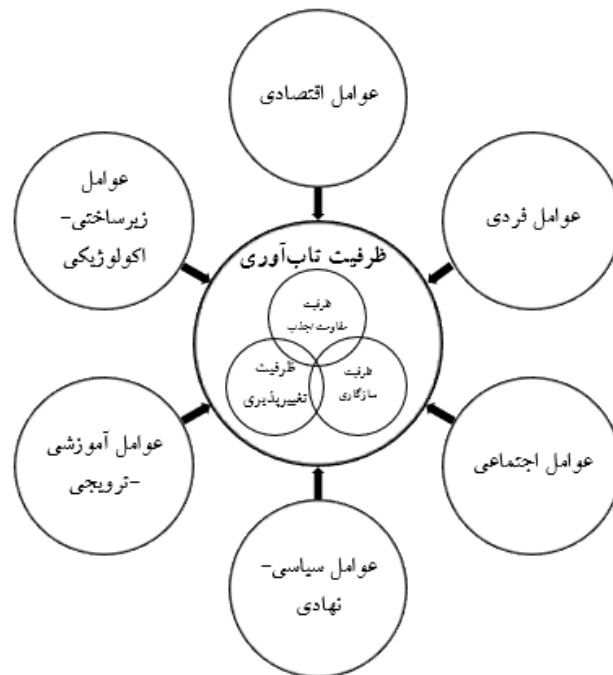 عوامل اقتصادی
عوامل
زیرساختی-
اکولوژیکی
عوامل فردی
ظرفیت تاب‌آوری
ظرفیت
مقاومت/جذب
ظرفیت
تغییرپذیری
ظرفیت
سازگاری
عوامل آموزشی
-ترویجی
عوامل اجتماعی
عوامل سیاسی-
نهادی